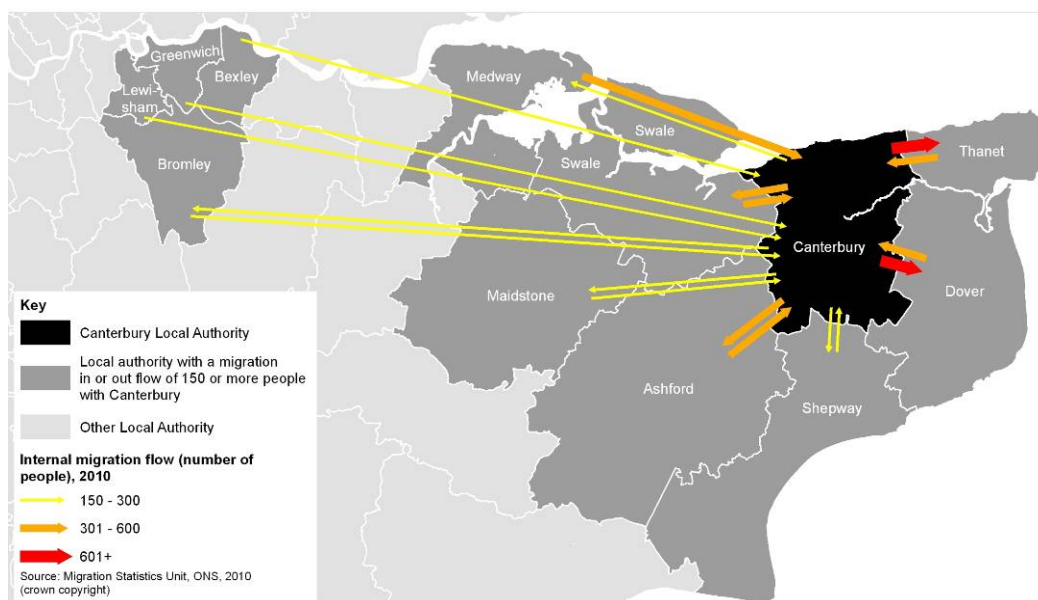 Greenwich
Bexley
Lewi-
sham
Bromley
Medway
Swale
Swale
Thanet
Canterbury
Maidstone
Dover
Ashford
Shepway
Key
Canterbury Local Authority
Local authority with a migration
in or out flow of 150 or more people
with Canterbury
Other Local Authority
Internal migration flow (number of
people), 2010
150 - 300
301 - 600
601+
Source: Migration Statistics Unit, ONS, 2010
(crown copyright)